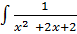 ∫ 1/(x² +2x+2)